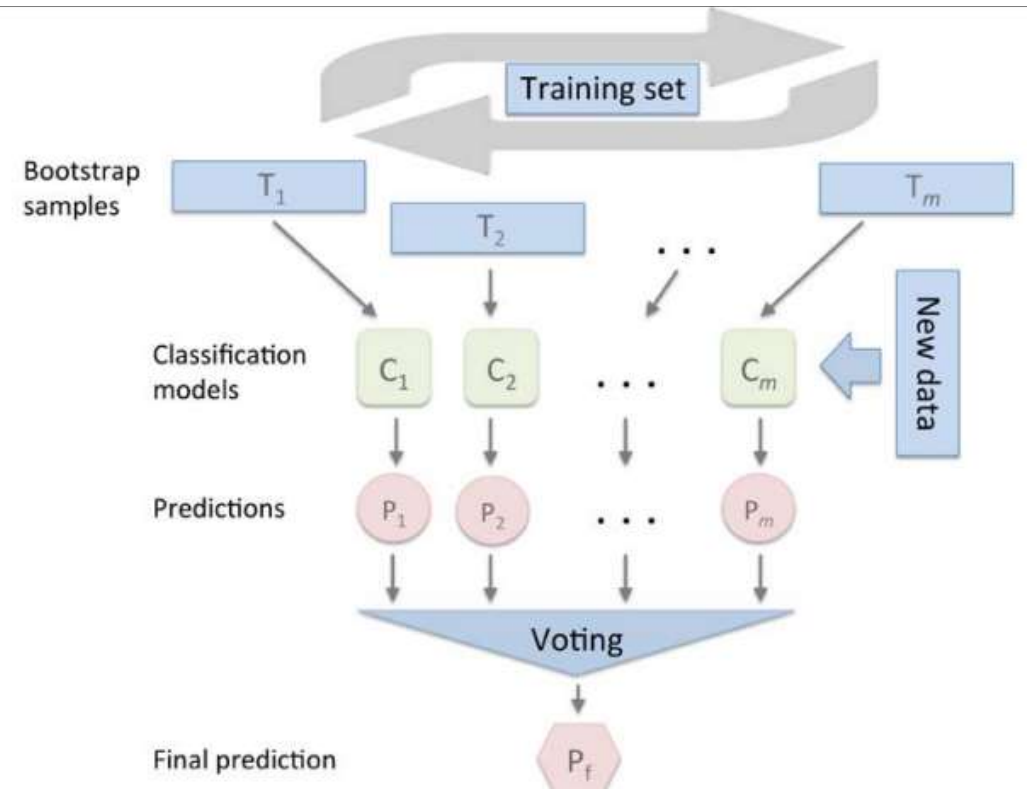 Training set
Bootstrap
samples
T1
T2
. . .
Tm
New data
Classification
models
C1
C2
. . .
Cm
Predictions
P1
P2
. . .
Pm
Voting
Final prediction
Pf